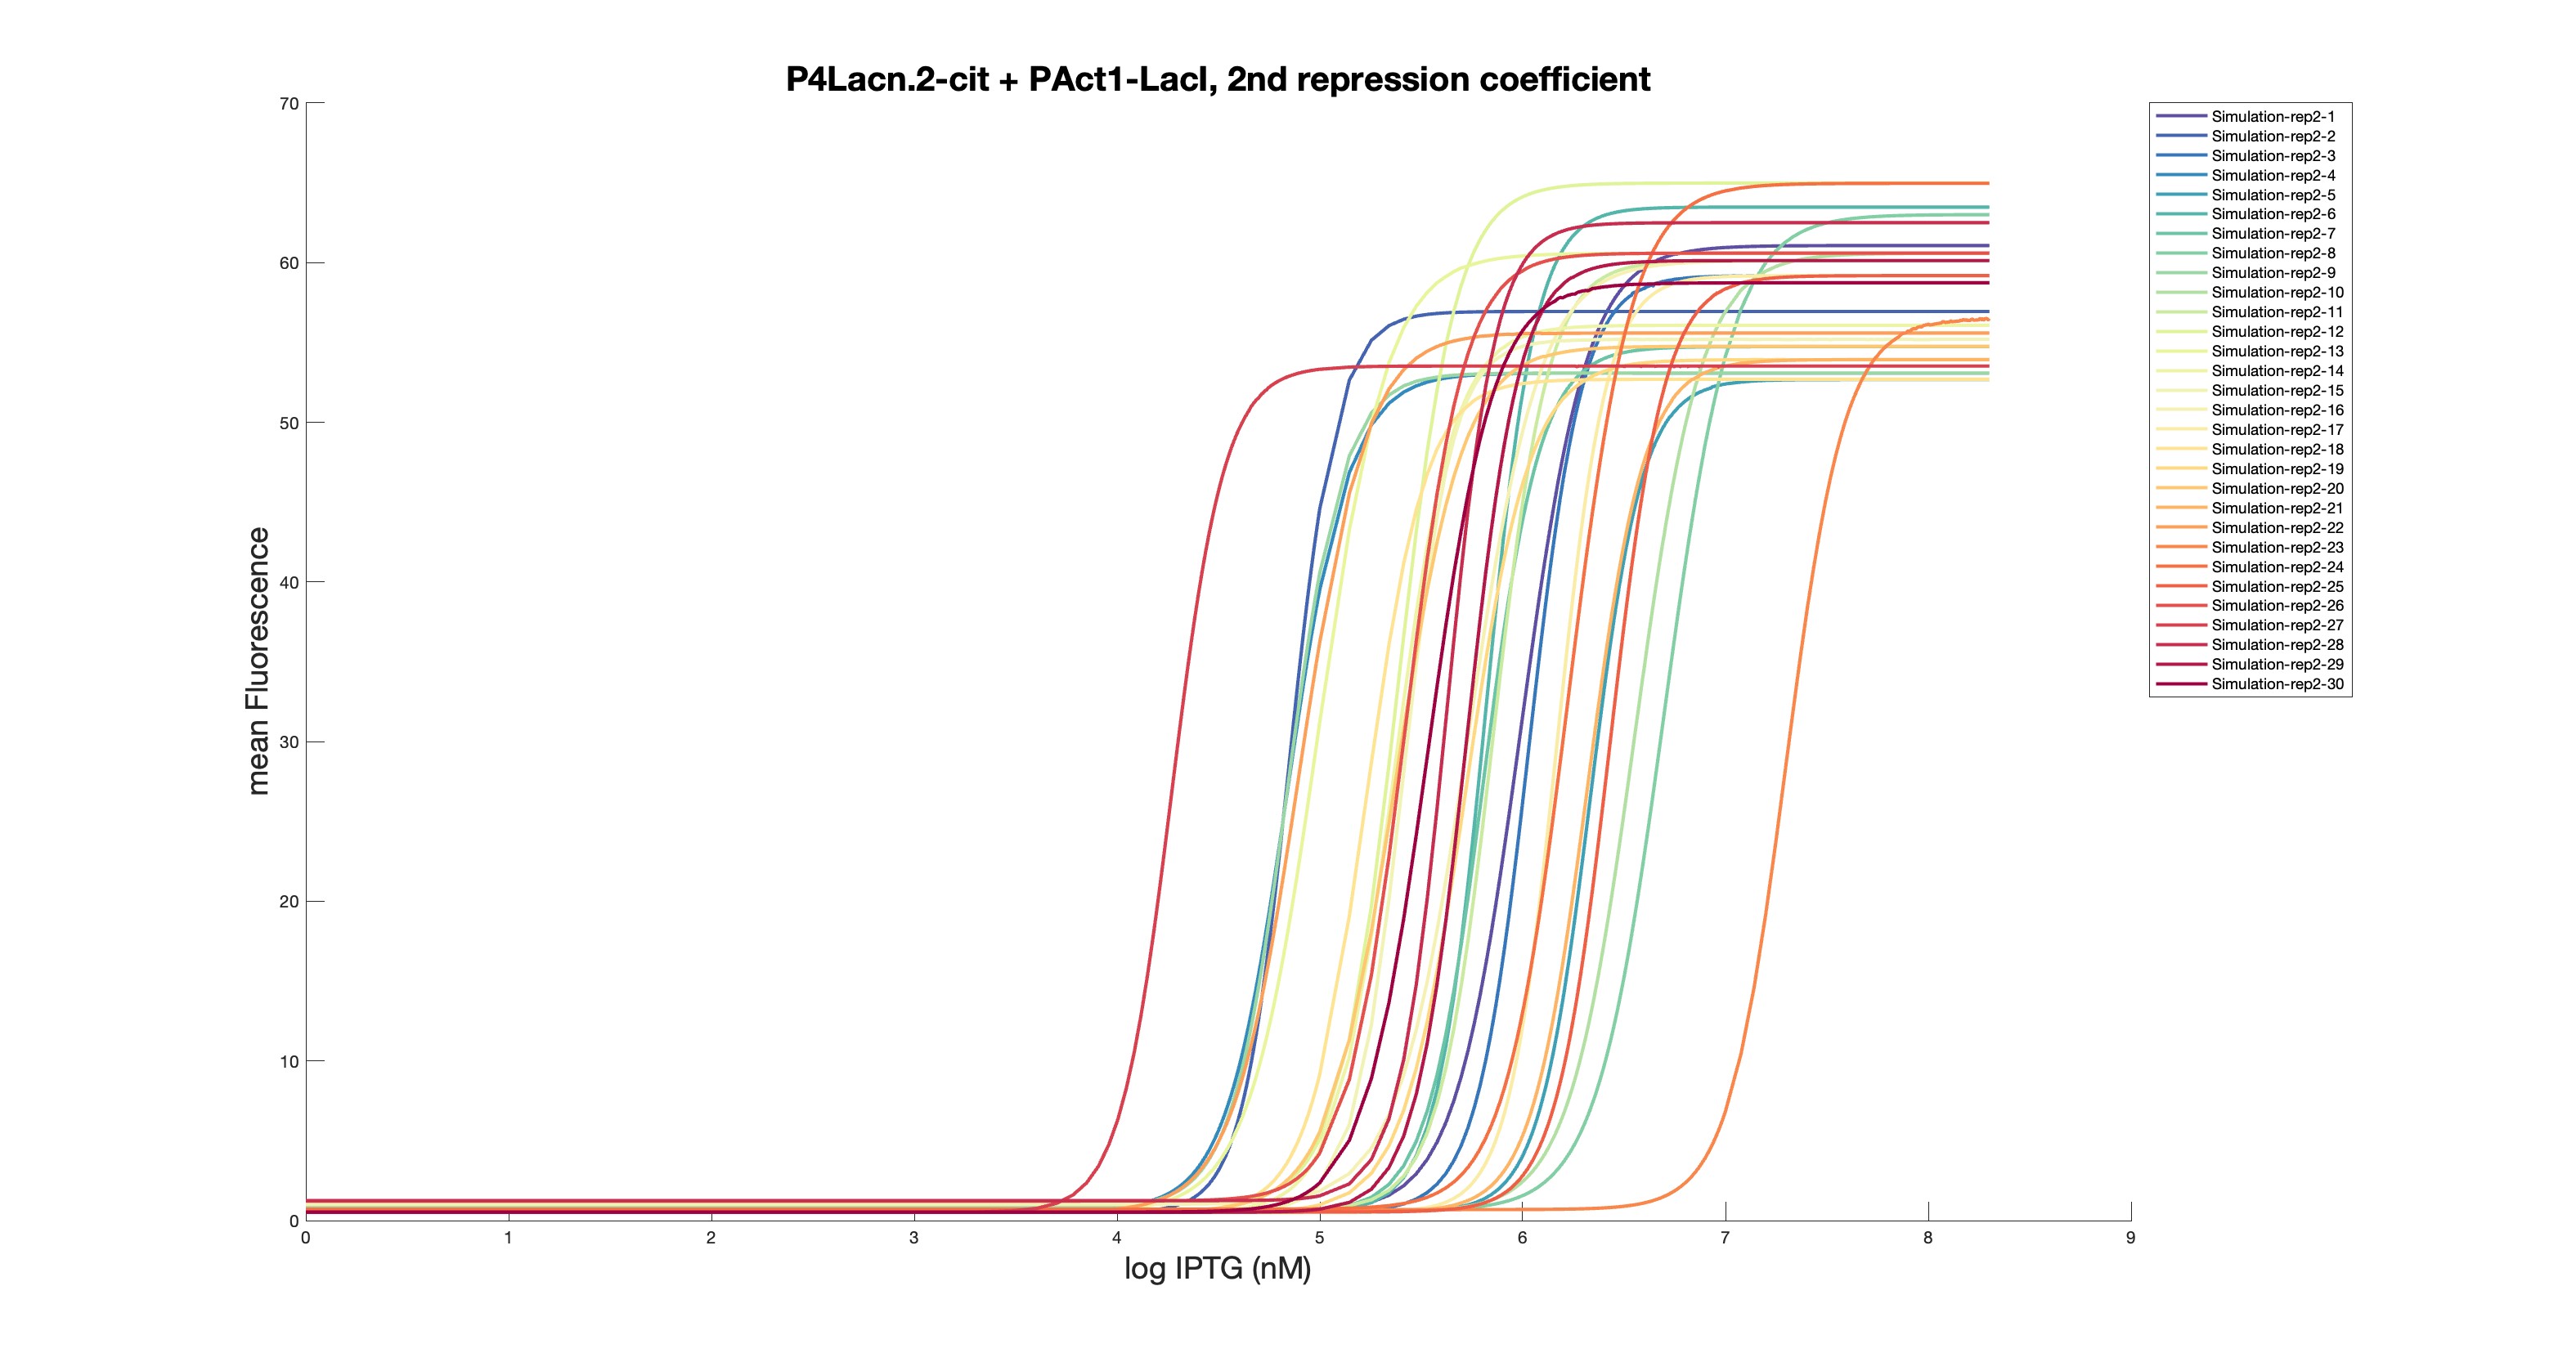 P4Lacn.2-cit + PAct1-LacI, 2nd repression coefficient
mean Fluorescence
70
60
50
40
30
20
10
0
0 1 2 3 4 5 6 7 8 9
log IPTG (nM)
Simulation-rep2-1
Simulation-rep2-2
Simulation-rep2-3
Simulation-rep2-4
Simulation-rep2-5
Simulation-rep2-6
Simulation-rep2-7
Simulation-rep2-8
Simulation-rep2-9
Simulation-rep2-10
Simulation-rep2-11
Simulation-rep2-12
Simulation-rep2-13
Simulation-rep2-14
Simulation-rep2-15
Simulation-rep2-16
Simulation-rep2-17
Simulation-rep2-18
Simulation-rep2-19
Simulation-rep2-20
Simulation-rep2-21
Simulation-rep2-22
Simulation-rep2-23
Simulation-rep2-24
Simulation-rep2-25
Simulation-rep2-26
Simulation-rep2-27
Simulation-rep2-28
Simulation-rep2-29
Simulation-rep2-30